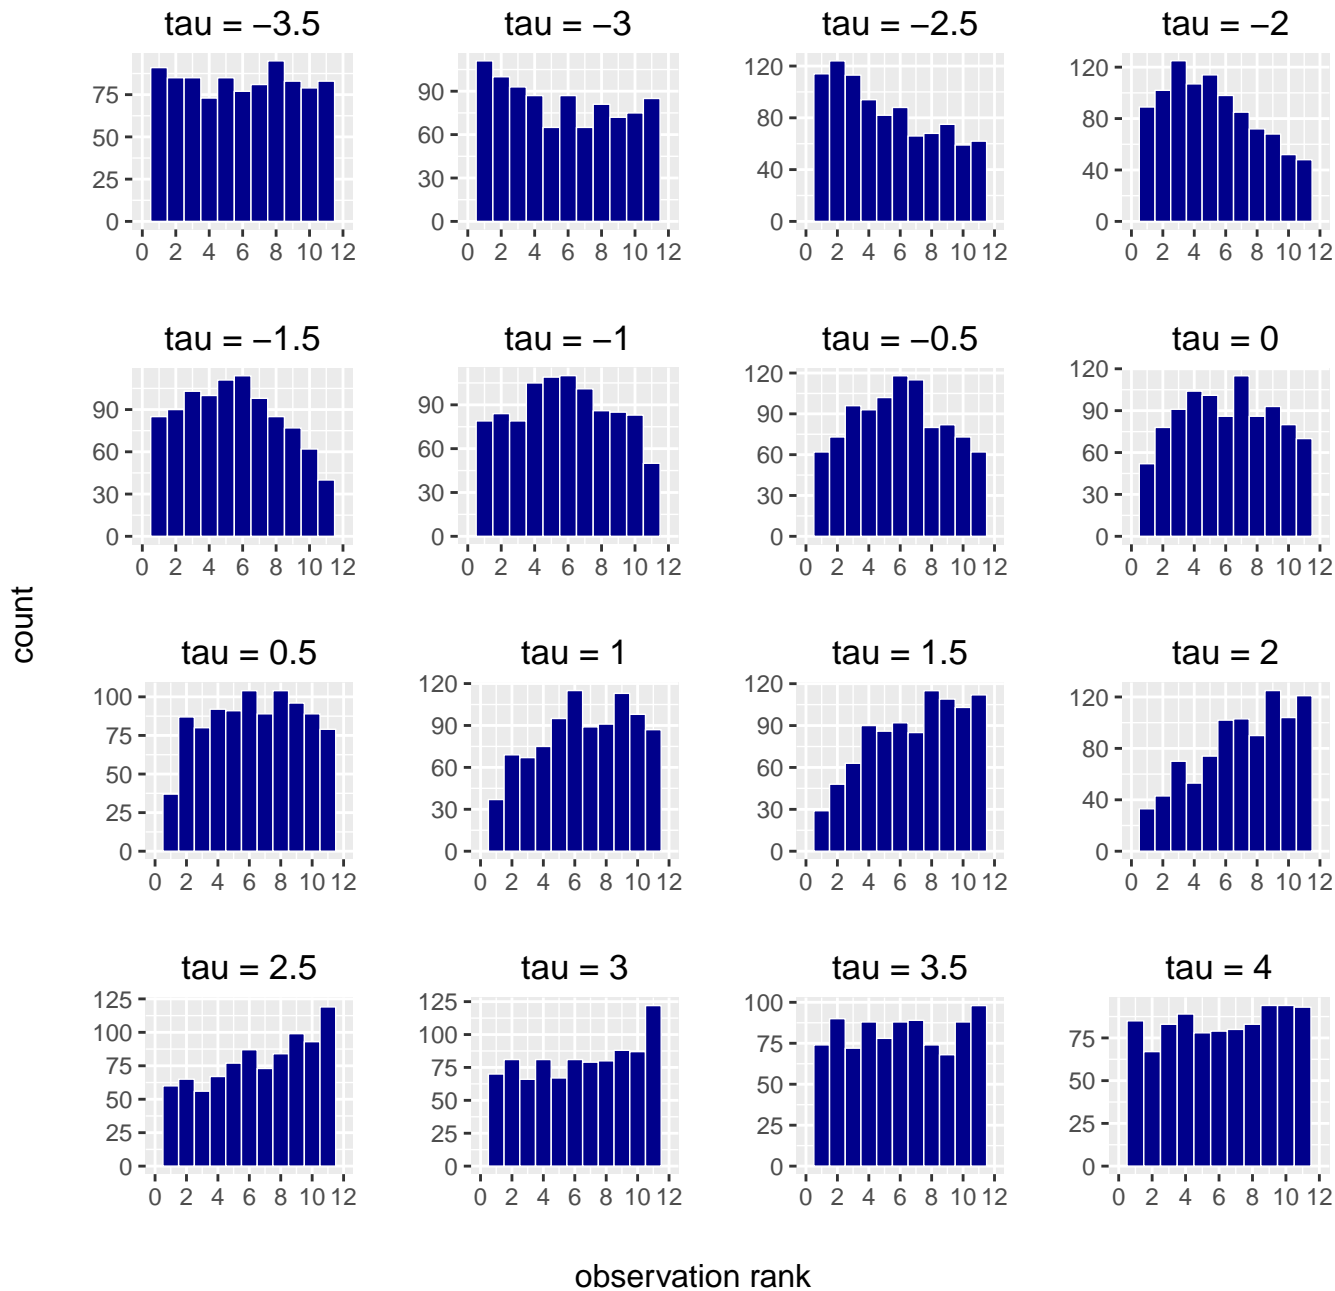 tau = −3.5 tau = −3 tau = −2.5 tau = −2
75 50 25 0
90 60 30 0
120 80 40 0
120 80 40 0
0 2 4 6 8 10 12 0 2 4 6 8 10 12 0 2 4 6 8 10 12 0 2 4 6 8 10 12
tau = −1.5 tau = −1 tau = −0.5 tau = 0
90 60 30 0
90 60 30 0
120 90 60 30 0
120 90 60 30 0
0 2 4 6 8 10 12 0 2 4 6 8 10 12 0 2 4 6 8 10 12 0 2 4 6 8 10 12
count
tau = 0.5 tau = 1 tau = 1.5 tau = 2
100 75 50 25 0
120 90 60 30 0
120 90 60 30 0
120 80 40 0
0 2 4 6 8 10 12 0 2 4 6 8 10 12 0 2 4 6 8 10 12 0 2 4 6 8 10 12
tau = 2.5 tau = 3 tau = 3.5 tau = 4
125 100 75 50 25 0
125 100 75 50 25 0
100 75 50 25 0
75 50 25 0
0 2 4 6 8 10 12 0 2 4 6 8 10 12 0 2 4 6 8 10 12 0 2 4 6 8 10 12
observation rank